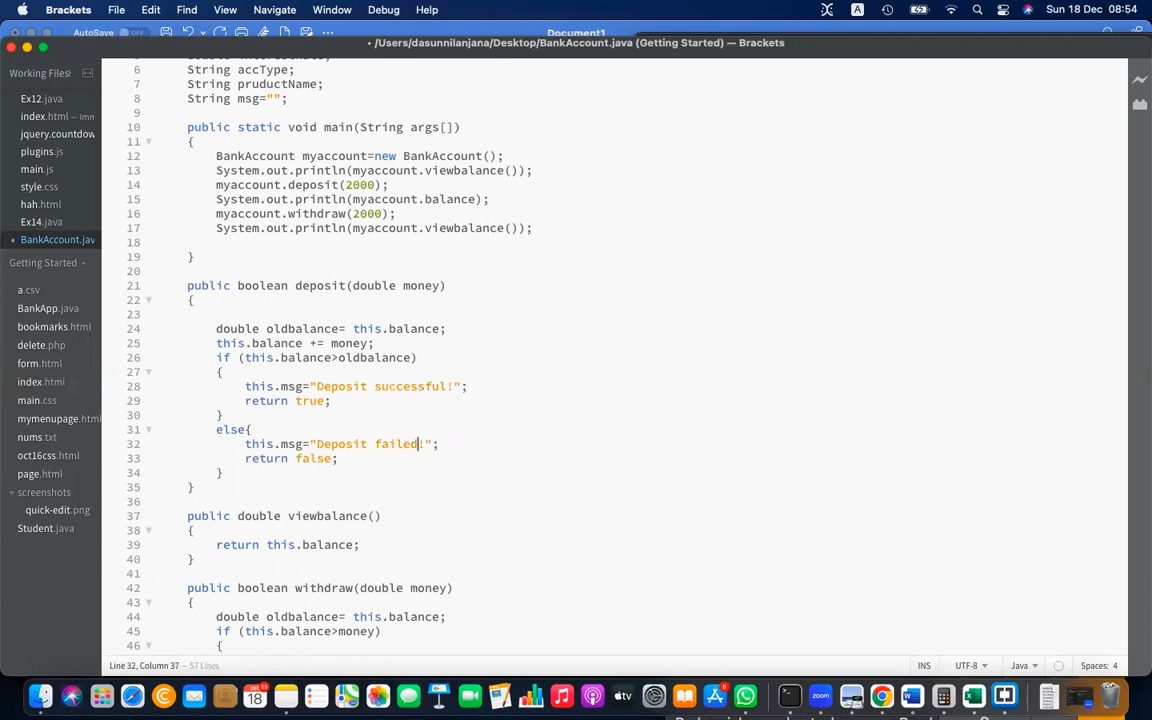 Brackets File Edit Find View Navigate Window Debug Help A Sun 18 Dec 08:54
AutoSave OFF Document1
• /Users/dasunnilanjana/Desktop/BankAccount.java (Getting Started) — Brackets
Working Files
Ex12.java
index.html — Imm
jquery.countdow
plugins.js
main.js
style.css
hah.html
Ex14.java
BankAccount.jav
Getting Started
a.csv
BankApp.java
bookmarks.html
delete.php
form.html
index.html
main.css
mymenupage.html
nums.txt
oct16css.html
page.html
screenshots
quick-edit.png
Student.java
6 String accType;
7 String pruductName;
8 String msg="";
9
10 public static void main(String args[])
11 {
12 BankAccount myaccount=new BankAccount();
13 System.out.println(myaccount.viewbalance());
14 myaccount.deposit(2000);
15 System.out.println(myaccount.balance);
16 myaccount.withdraw(2000);
17 System.out.println(myaccount.viewbalance());
18
19 }
20
21 public boolean deposit(double money)
22 {
23
24 double oldbalance= this.balance;
25 this.balance += money;
26 if (this.balance>oldbalance)
27 {
28 this.msg="Deposit successful!";
29 return true;
30 }
31 else{
32 this.msg="Deposit failed!";
33 return false;
34 }
35 }
36
37 public double viewbalance()
38 {
39 return this.balance;
40 }
41
42 public boolean withdraw(double money)
43 {
44 double oldbalance= this.balance;
45 if (this.balance>money)
46 {
Line 32, Column 37 — 57 Lines INS UTF-8 Java Spaces: 4